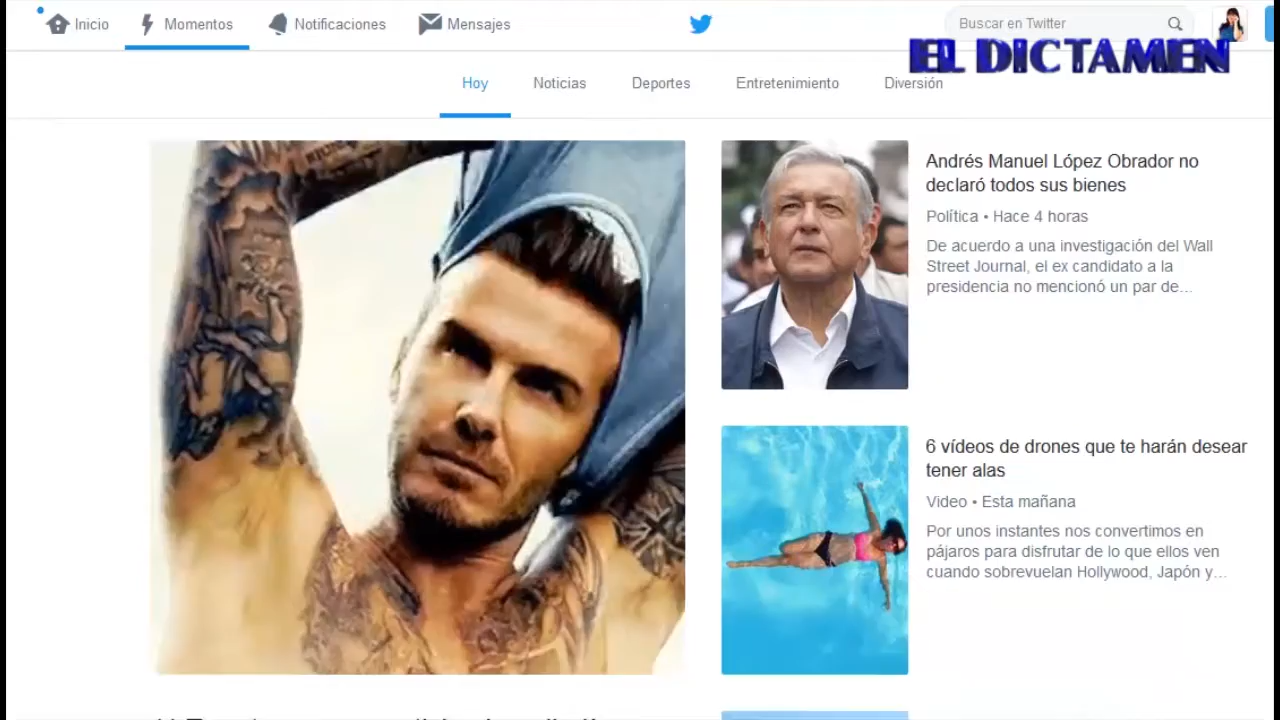 Inicio
Momentos
Notificaciones
Mensajes
Buscar en Twitter
EL DICTAMEN
Hoy
Noticias
Deportes
Entretenimiento
Diversión
Andrés Manuel López Obrador no
declaró todos sus bienes
Política • Hace 4 horas
De acuerdo a una investigación del Wall
Street Journal, el ex candidato a la
presidencia no mencionó un par de...
6 vídeos de drones que te harán desear
tener alas
Video • Esta mañana
Por unos instantes nos convertimos en
pájaros para disfrutar de lo que ellos ven
cuando sobrevuelan Hollywood, Japón y...